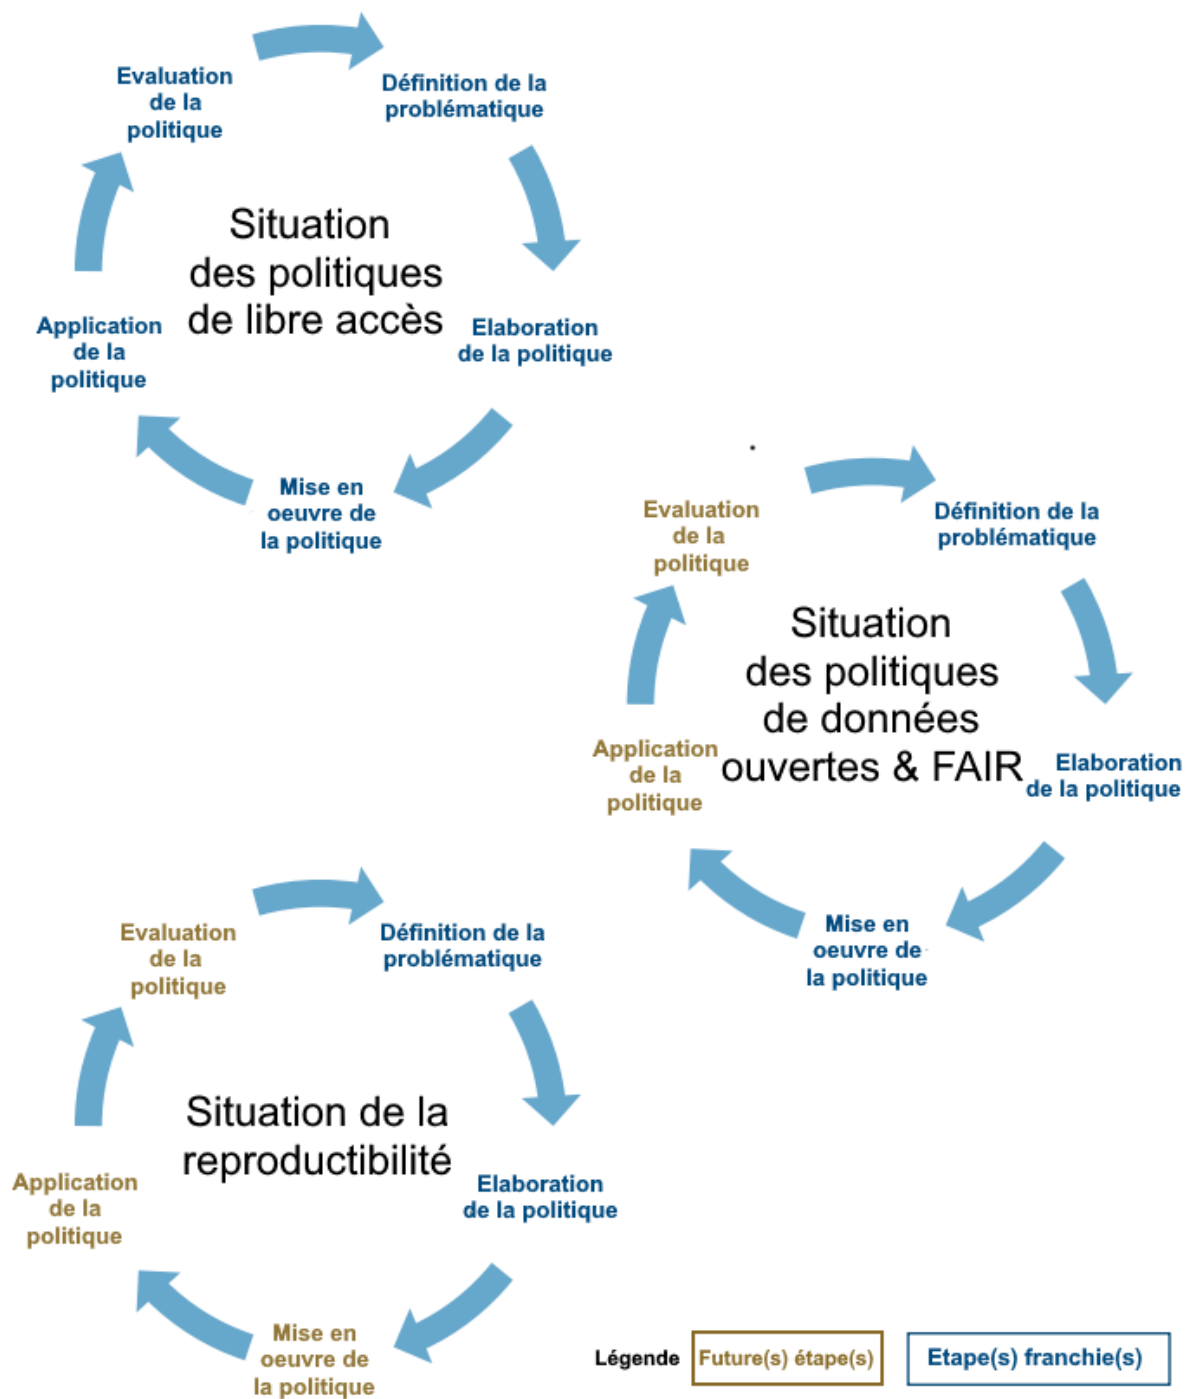 Evaluation
de la
politique
Définition de la
problématique
Situation
des politiques
de libre accès
Application
de la
politique
Elaboration
de la politique
Mise en
oeuvre de
la politique
Evaluation
de la
politique
Définition de la
problématique
Situation
des politiques
de données
ouvertes & FAIR
Application
de la
politique
Elaboration
de la politique
Mise en
oeuvre de
la politique
Evaluation
de la
politique
Définition de la
problématique
Situation de la
reproductibilité
Application
de la
politique
Elaboration
de la politique
Mise en
oeuvre de
la politique
Légende Future(s) étape(s) Etape(s) franchie(s)